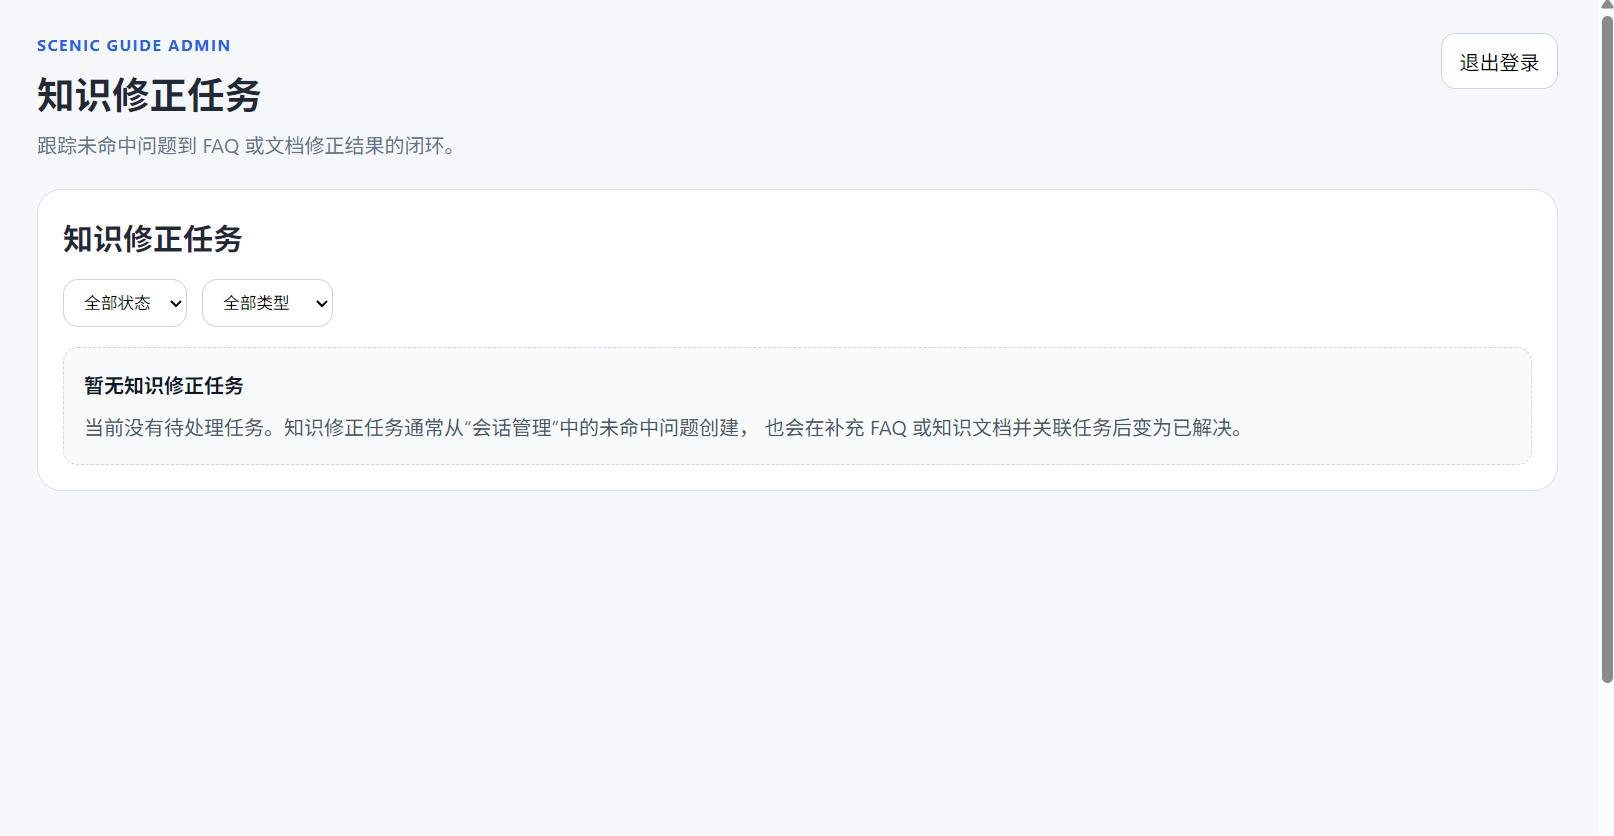 SCENIC GUIDE ADMIN
退出登录
知识修正任务
跟踪未命中问题到 FAQ 或文档修正结果的闭环。
知识修正任务
全部状态
全部类型
暂无知识修正任务
当前没有待处理任务。知识修正任务通常从“会话管理”中的未命中问题创建， 也会在补充 FAQ 或知识文档并关联任务后变为已解决。